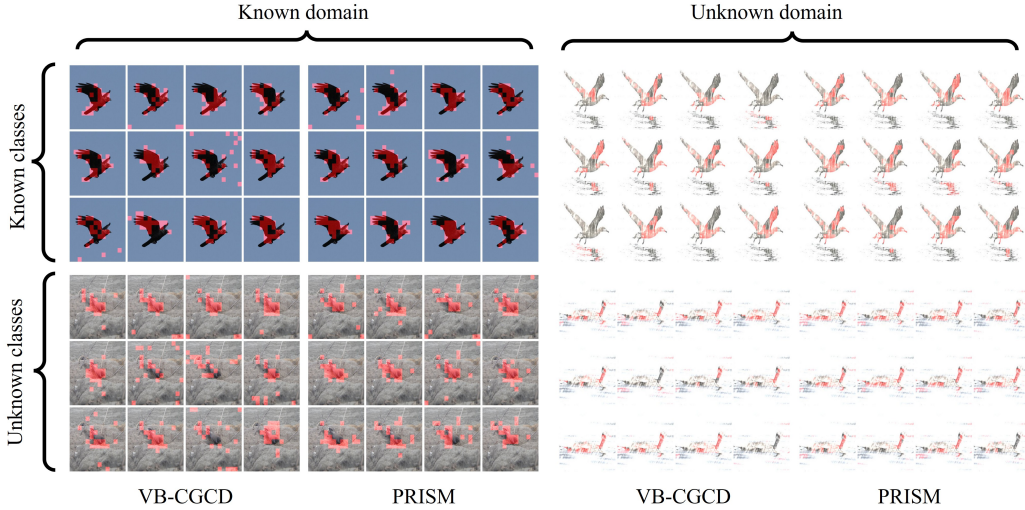 Known domain
Unknown domain
Known classes
Unknown classes
VB-CGCD
PRISM
VB-CGCD
PRISM